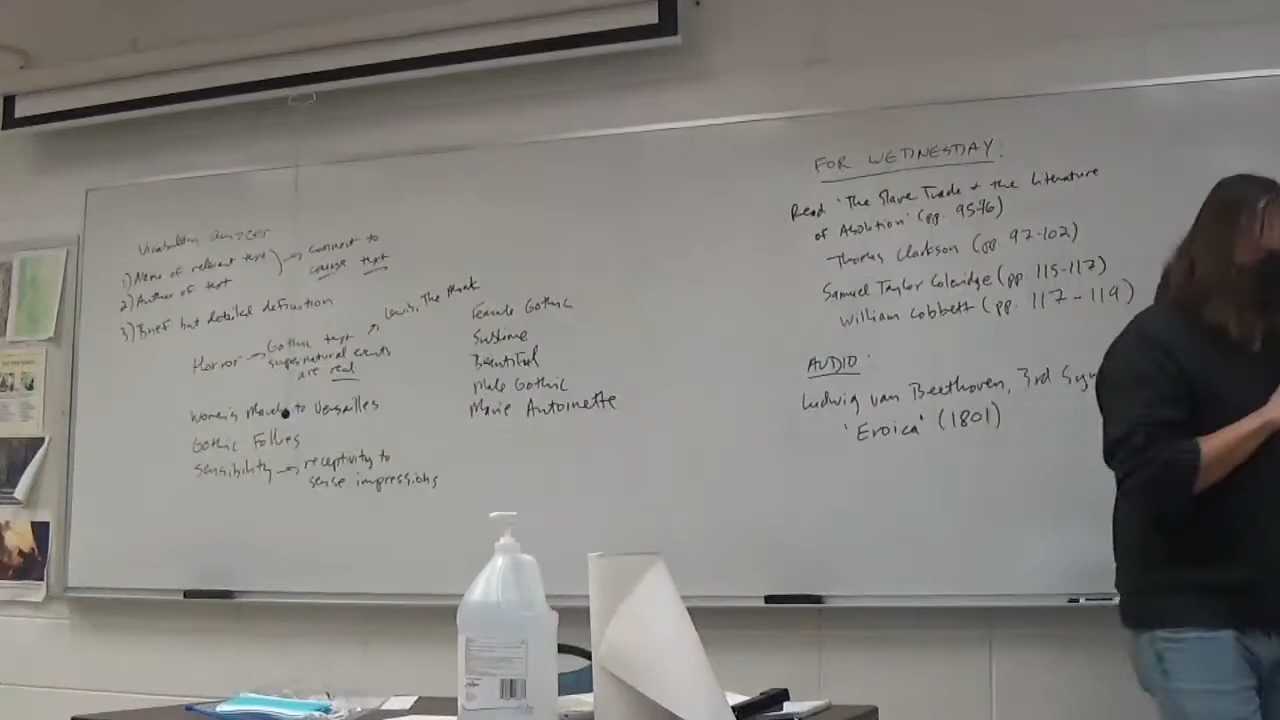 Vocabulary answers
1) Name of relevant text
2) Author of text
→ connect to
course text
3) Brief but detailed definition
Horror → Gothic text
supernatural events
are real
Lewis, The Monk
Women's March to Versailles
Gothic Follies
Sensibility → receptivity to
sense impressions
Female Gothic
Sublime
Beautiful
Male Gothic
Marie Antoinette
FOR WEDNESDAY:
Read 'The Slave Trade & the Literature
of Abolition' (pp. 95-96)
Thomas Clarkson (pp. 97-102)
Samuel Taylor Coleridge (pp 115-117)
William Cobbett (pp. 117-119)
AUDIO:
Ludwig van Beethoven, 3rd Sym
'Eroica' (1801)